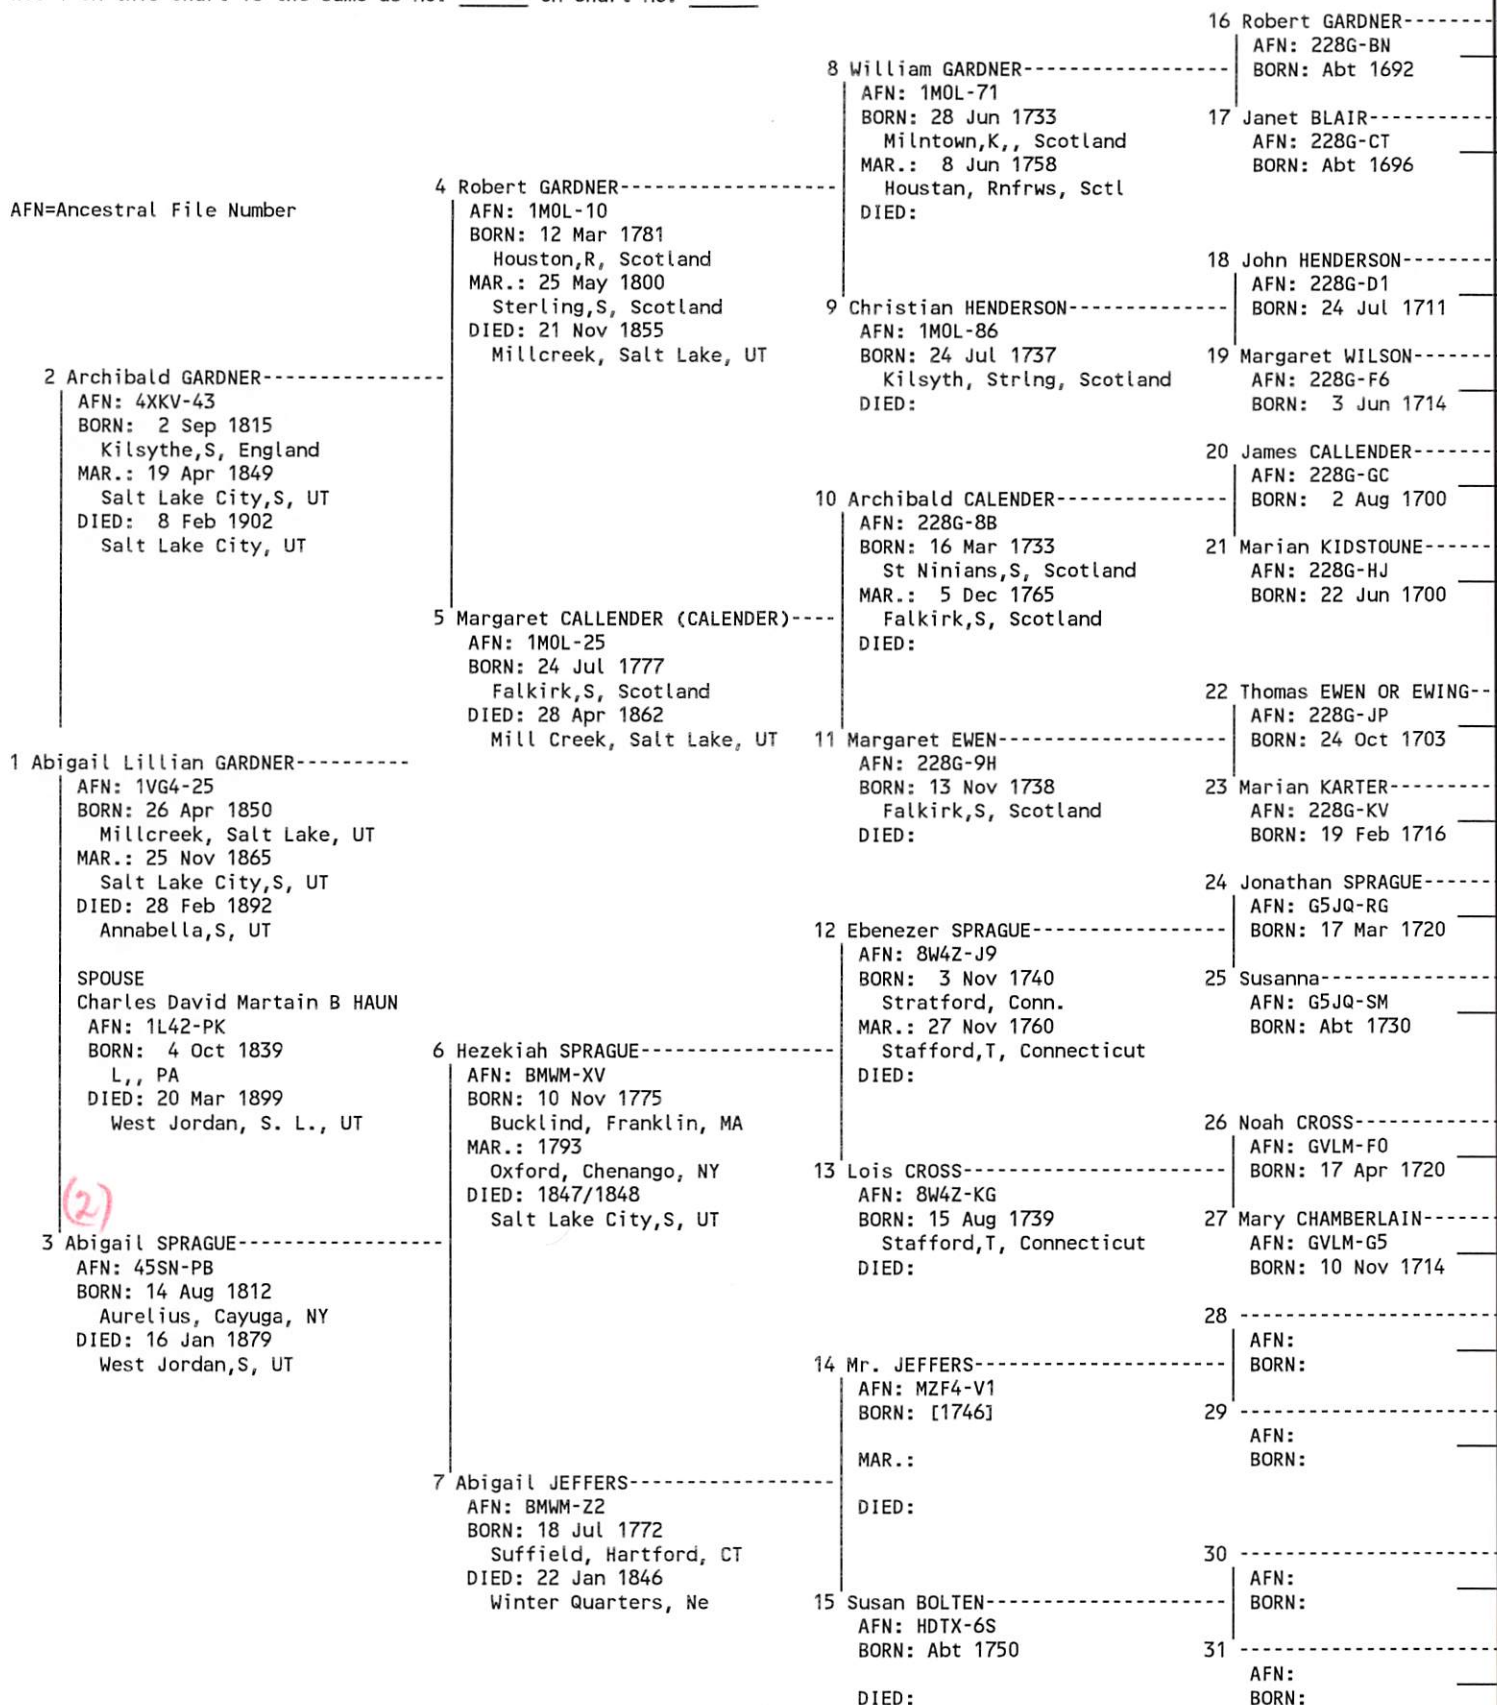 16 Robert GARDNER--------
AFN: 228G-BN
BORN: Abt 1692
8 William GARDNER------------------
AFN: 1M0L-71
BORN: 28 Jun 1733
Milntown,K,, Scotland
MAR.: 8 Jun 1758
Houstan, Rnfrws, Sctl
DIED:
17 Janet BLAIR-----------
AFN: 228G-CT
BORN: Abt 1696
4 Robert GARDNER------------------
AFN: 1M0L-10
BORN: 12 Mar 1781
Houston,R, Scotland
MAR.: 25 May 1800
Sterling,S, Scotland
DIED: 21 Nov 1855
Millcreek, Salt Lake, UT
AFN=Ancestral File Number
18 John HENDERSON--------
AFN: 228G-D1
BORN: 24 Jul 1711
9 Christian HENDERSON-------------
AFN: 1M0L-86
BORN: 24 Jul 1737
Kilsyth, Strlng, Scotland
DIED:
19 Margaret WILSON-------
AFN: 228G-F6
BORN: 3 Jun 1714
2 Archibald GARDNER---------------
AFN: 4XKV-43
BORN: 2 Sep 1815
Kilsythe,S, England
MAR.: 19 Apr 1849
Salt Lake City,S, UT
DIED: 8 Feb 1902
Salt Lake City, UT
20 James CALLENDER-------
AFN: 228G-GC
BORN: 2 Aug 1700
10 Archibald CALENDER--------------
AFN: 228G-8B
BORN: 16 Mar 1733
St Ninians,S, Scotland
MAR.: 5 Dec 1765
Falkirk,S, Scotland
DIED:
21 Marian KIDSTOUNE------
AFN: 228G-HJ
BORN: 22 Jun 1700
5 Margaret CALLENDER (CALENDER)----
AFN: 1M0L-25
BORN: 24 Jul 1777
Falkirk,S, Scotland
DIED: 28 Apr 1862
Mill Creek, Salt Lake, UT
22 Thomas EWEN OR EWING--
AFN: 228G-JP
BORN: 24 Oct 1703
11 Margaret EWEN-------------------
AFN: 228G-9H
BORN: 13 Nov 1738
Falkirk,S, Scotland
DIED:
23 Marian KARTER---------
AFN: 228G-KV
BORN: 19 Feb 1716
1 Abigail Lillian GARDNER----------
AFN: 1VG4-25
BORN: 26 Apr 1850
Millcreek, Salt Lake, UT
MAR.: 25 Nov 1865
Salt Lake City,S, UT
DIED: 28 Feb 1892
Annabella,S, UT
SPOUSE
Charles David Martain B HAUN
AFN: 1L42-PK
BORN: 4 Oct 1839
L,, PA
DIED: 20 Mar 1899
West Jordan, S. L., UT
24 Jonathan SPRAGUE------
AFN: G5JQ-RG
BORN: 17 Mar 1720
12 Ebenezer SPRAGUE----------------
AFN: 8W4Z-J9
BORN: 3 Nov 1740
Stratford, Conn.
MAR.: 27 Nov 1760
Stafford,T, Connecticut
DIED:
25 Susanna---------------
AFN: G5JQ-SM
BORN: Abt 1730
6 Hezekiah SPRAGUE----------------
AFN: BMWM-XV
BORN: 10 Nov 1775
Bucklind, Franklin, MA
MAR.: 1793
Oxford, Chenango, NY
DIED: 1847/1848
Salt Lake City,S, UT
26 Noah CROSS------------
AFN: GVLM-F0
BORN: 17 Apr 1720
13 Lois CROSS----------------------
AFN: 8W4Z-KG
BORN: 15 Aug 1739
Stafford,T, Connecticut
DIED:
27 Mary CHAMBERLAIN------
AFN: GVLM-G5
BORN: 10 Nov 1714
(2)
3 Abigail SPRAGUE-----------------
AFN: 45SN-PB
BORN: 14 Aug 1812
Aurelius, Cayuga, NY
DIED: 16 Jan 1879
West Jordan,S, UT
28 ----------------------
AFN:
BORN:
14 Mr. JEFFERS---------------------
AFN: MZF4-V1
BORN: [1746]
MAR.:
DIED:
29 ----------------------
AFN:
BORN:
7 Abigail JEFFERS-----------------
AFN: BMWM-Z2
BORN: 18 Jul 1772
Suffield, Hartford, CT
DIED: 22 Jan 1846
Winter Quarters, Ne
30 ----------------------
AFN:
BORN:
15 Susan BOLTEN--------------------
AFN: HDTX-6S
BORN: Abt 1750
DIED:
31 ----------------------
AFN:
BORN: